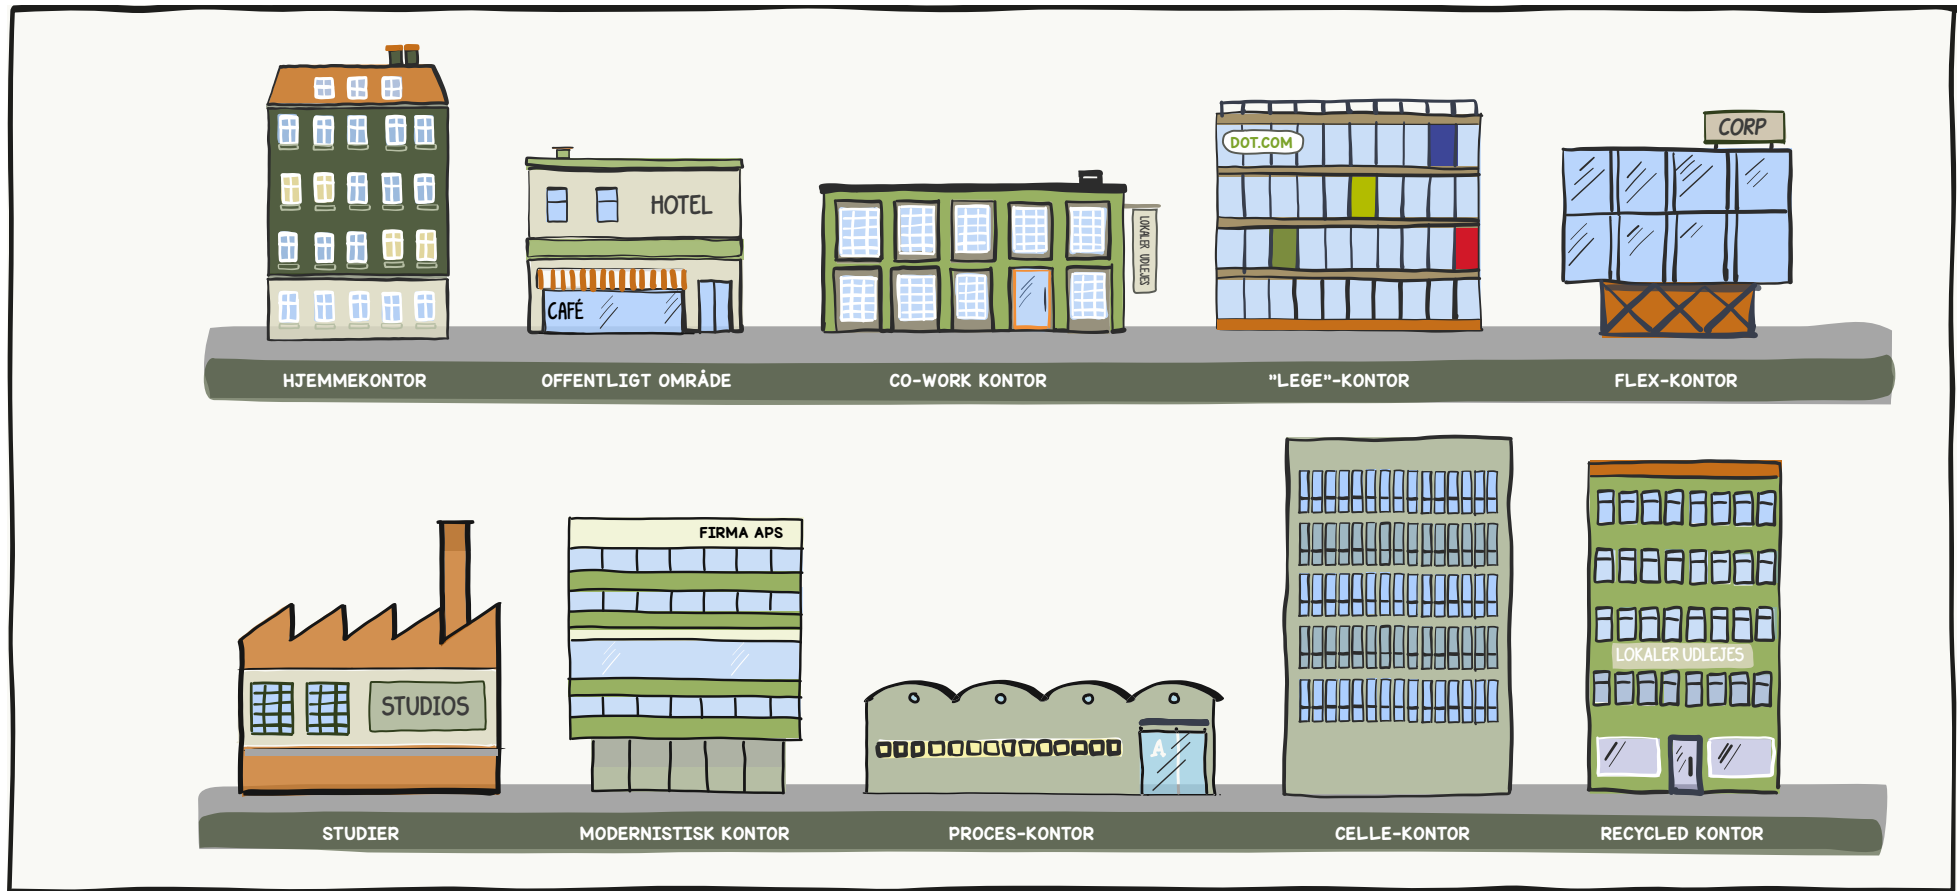 CORP
DOT.COM
HOTEL
LOKALER UDLEJES
CAFÉ
HJEMMEKONTOR
OFFENTLIGT OMRÅDE
CO-WORK KONTOR
"LEGE"-KONTOR
FLEX-KONTOR
FIRMA APS
LOKALER UDLEJES
STUDIOS
A
STUDIER
MODERNISTISK KONTOR
PROCES-KONTOR
CELLE-KONTOR
RECYCLED KONTOR